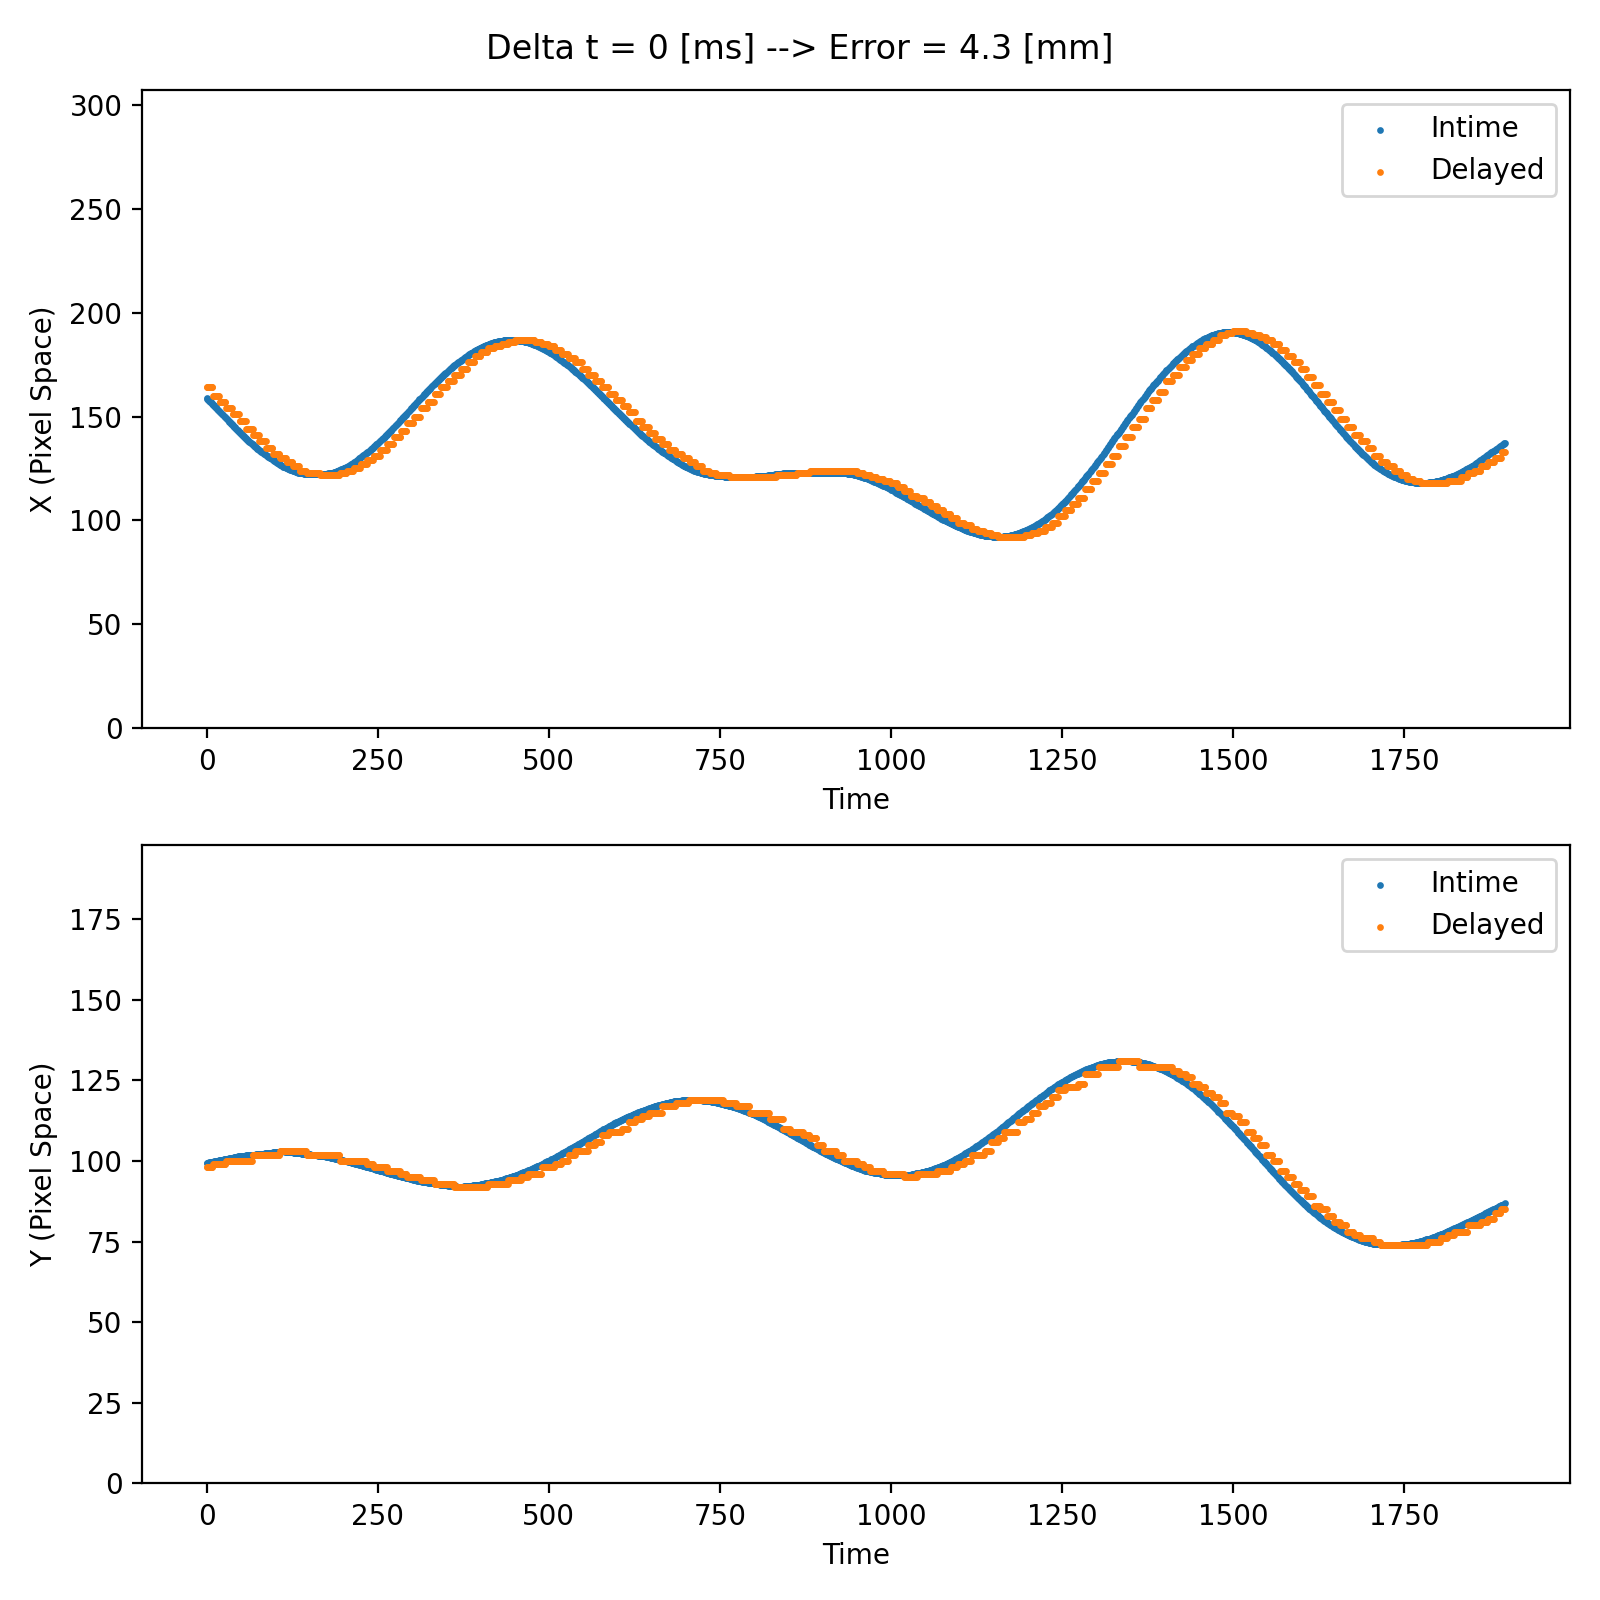 Delta t = 0 [ms] --> Error = 4.3 [mm]
300
250
200
150
100
50
0
X (Pixel Space)
Intime
Delayed
0 250 500 750 1000 1250 1500 1750
Time
175
150
125
100
75
50
25
0
Y (Pixel Space)
Intime
Delayed
0 250 500 750 1000 1250 1500 1750
Time